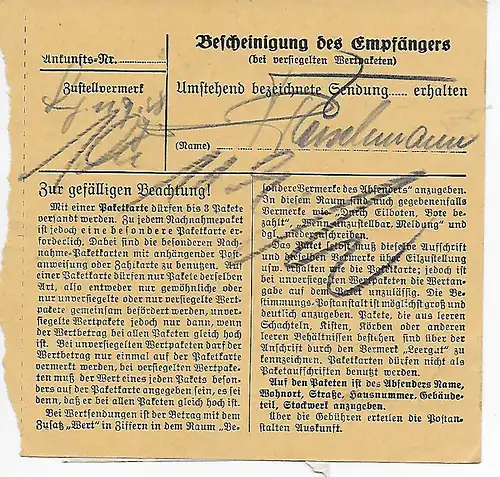 Ankunfts-Nr.
Zustellvermerk
Bescheinigung des Empfängers
(bei versiegelten Wertpaketen)
Umstehend bezeichnete Sendung..... erhalten
(Name)
Zur gefälligen Beachtung!
Mit einer Paketkarte dürfen bis 3 Pakete
versandt werden. Zu jedem Nachnahmepaket
ist jedoch eine besondere Paketkarte er-
forderlich. Dabei sind die besonderen Nach-
nahme-Paketkarten mit anhängender Post-
anweisung oder Zahlkarte zu benutzen. Auf
einer Paketkarte dürfen nur Pakete derselben
Art, also entweder nur gewöhnliche oder
nur unversiegelte oder nur versiegelte Wert-
pakete gemeinsam befördert werden, unver-
siegelte Wertpakete jedoch nur dann, wenn
der Wertbetrag bei allen Paketen gleich hoch
ist. Bei unversiegelten Wertpaketen darf der
Wertbetrag nur einmal auf der Paketkarte
vermerkt werden, bei versiegelten Wertpake-
ten muß der Wert eines jeden Pakets beson-
ders auf der Paketkarte angegeben sein, es sei
denn, daß er bei allen Paketen gleich hoch ist.
Bei Wertsendungen ist der Betrag mit dem
Zusatz „Wert" in Ziffern in dem Raum „Be-
sondere Vermerke des Absenders" anzugeben.
In diesem Raum sind auch gegebenenfalls
Vermerke wie „Durch Eilboten, Bote be-
zahlt", „Wenn unzustellbar, Meldung" und
dgl. niederzuschreiben.
Das Paket selbst muß dieselbe Aufschrift
und dieselben Vermerke über Eilzustellung
usw. erhalten wie die Paketkarte; jedoch ist
bei unversiegelten Wertpaketen die Wertan-
gabe auf dem Paket unzulässig. Die Be-
stimmungs-Postanstalt ist möglichst groß und
deutlich anzugeben. Pakete, die aus leeren
Schachteln, Kisten, Körben oder anderen
leeren Behältnissen bestehen, sind über der
Anschrift durch den Vermerk „Leergut" zu
kennzeichnen. Paketkarten dürfen nicht als
Paketaufschriften benutzt werden.
Auf den Paketen ist des Absenders Name,
Wohnort, Straße, Hausnummer, Gebäude-
teil, Stockwerk anzugeben.
Über die Gebühren erteilen die Postan-
stalten Auskunft.